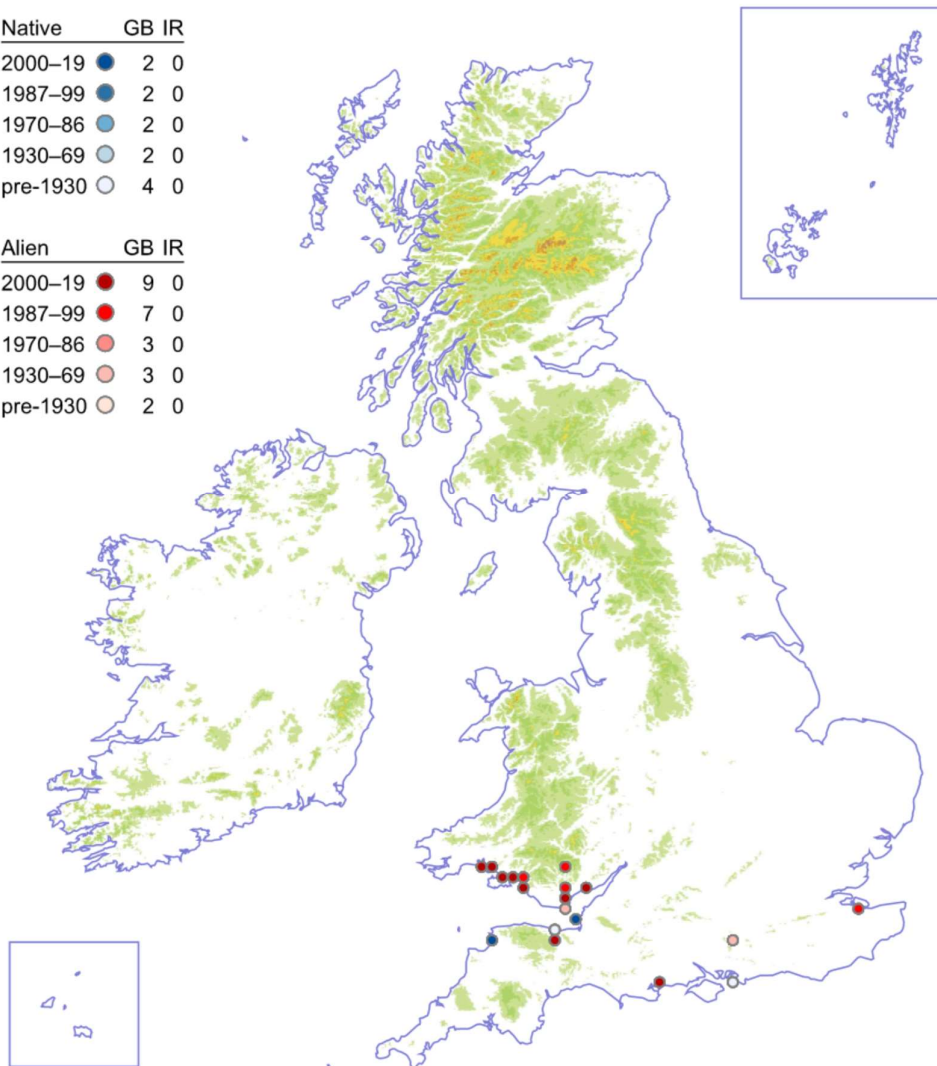 Native GB IR
2000–19 2 0
1987–99 2 0
1970–86 2 0
1930–69 2 0
pre-1930 4 0
Alien GB IR
2000–19 9 0
1987–99 7 0
1970–86 3 0
1930–69 3 0
pre-1930 2 0